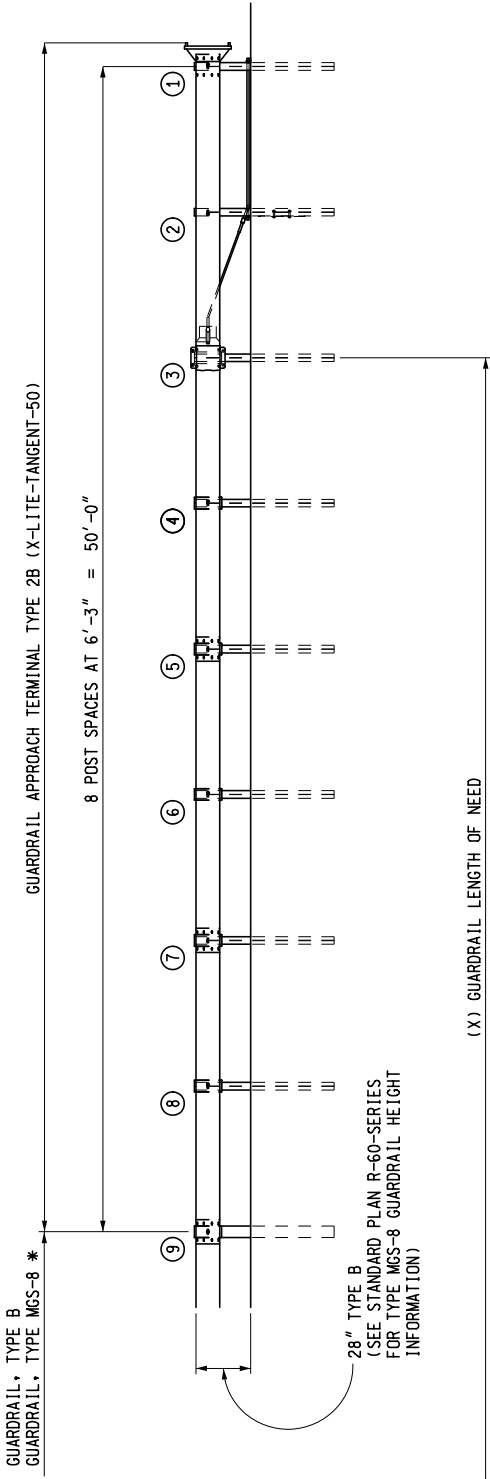 GUARDRAIL, TYPE B
GUARDRAIL, TYPE MGS-8 *
GUARDRAIL APPROACH TERMINAL TYPE 2B (X-LITE-TANGENT-50)
8 POST SPACES AT 6'-3" = 50'-0"
9
8
7
6
5
4
3
2
1
28" TYPE B
(SEE STANDARD PLAN R-60-SERIES
FOR TYPE MGS-8 GUARDRAIL HEIGHT
INFORMATION)
(X) GUARDRAIL LENGTH OF NEED